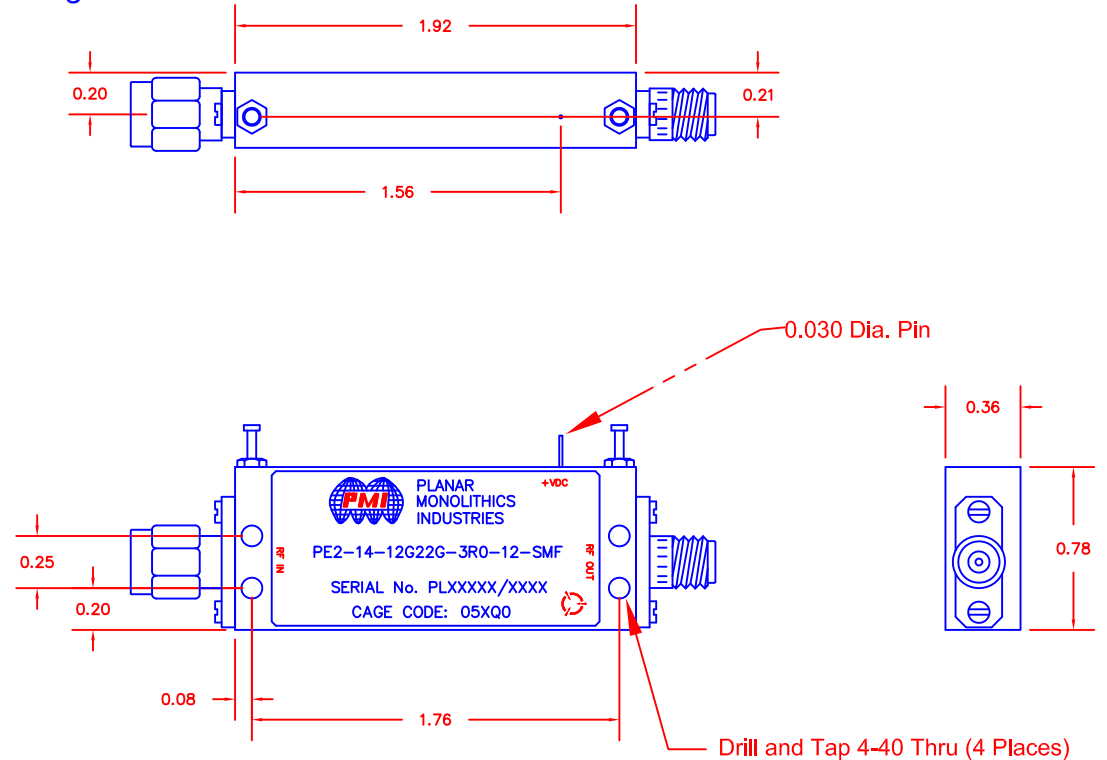 1.92
0.20
0.21
1.56
0.030 Dia. Pin
0.36
+VDC
PMI
PLANAR
MONOLITHICS
INDUSTRIES
PE2-14-12G22G-3R0-12-SMF
RF IN
RF OUT
0.25
0.78
SERIAL No. PLXXXXX/XXXX
0.20
CAGE CODE: 05XQ0
0.08
1.76
Drill and Tap 4-40 Thru (4 Places)